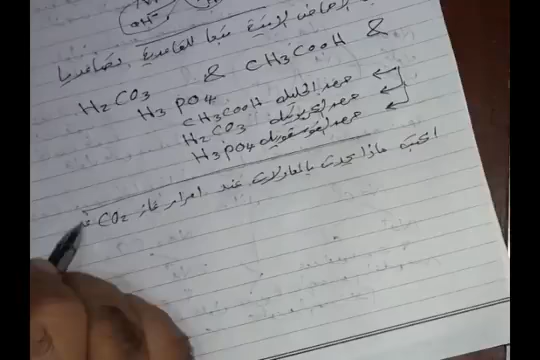 OH⁻
الأحماض الآتية تبعا للقاعدية تصاعديا
H₂CO₃ & CH₃COOH &
H₃PO₄
حمض الخليك CH₃COOH
حمض الكربونيك H₂CO₃
حمض الفوسفوريك H₃PO₄
اكتب ماذا يحدث بالمعادلات عند امرار غاز CO₂